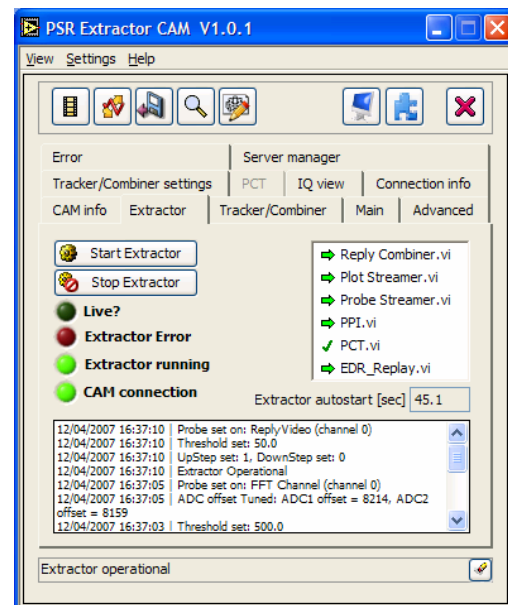 PSR Extractor CAM V1.0.1
View Settings Help
Error Server manager
Tracker/Combiner settings PCT IQ view Connection info
CAM info Extractor Tracker/Combiner Main Advanced
Start Extractor
Stop Extractor
Live?
Extractor Error
Extractor running
CAM connection
Reply Combiner.vi
Plot Streamer.vi
Probe Streamer.vi
PPI.vi
PCT.vi
EDR_Replay.vi
Extractor autostart [sec] 45.1
12/04/2007 16:37:10 | Probe set on: ReplyVideo (channel 0)
12/04/2007 16:37:10 | Threshold set: 50.0
12/04/2007 16:37:10 | UpStep set: 1, DownStep set: 0
12/04/2007 16:37:10 | Extractor Operational
12/04/2007 16:37:05 | Probe set on: FFT Channel (channel 0)
12/04/2007 16:37:05 | ADC offset Tuned: ADC1 offset = 8214, ADC2
offset = 8159
12/04/2007 16:37:03 | Threshold set: 500.0
Extractor operational